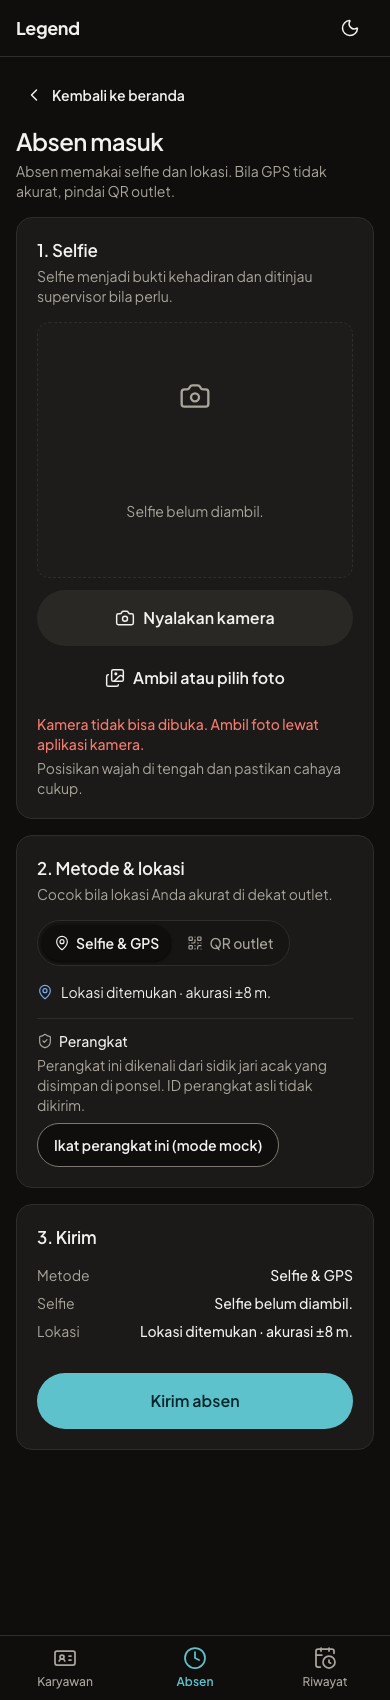 Legend
Kembali ke beranda
Absen masuk
Absen memakai selfie dan lokasi. Bila GPS tidak
akurat, pindai QR outlet.
1. Selfie
Selfie menjadi bukti kehadiran dan ditinjau
supervisor bila perlu.
Selfie belum diambil.
Nyalakan kamera
Ambil atau pilih foto
Kamera tidak bisa dibuka. Ambil foto lewat
aplikasi kamera.
Posisikan wajah di tengah dan pastikan cahaya
cukup.
2. Metode & lokasi
Cocok bila lokasi Anda akurat di dekat outlet.
Selfie & GPS QR outlet
Lokasi ditemukan · akurasi ±8 m.
Perangkat
Perangkat ini dikenali dari sidik jari acak yang
disimpan di ponsel. ID perangkat asli tidak
dikirim.
Ikat perangkat ini (mode mock)
3. Kirim
Metode Selfie & GPS
Selfie Selfie belum diambil.
Lokasi Lokasi ditemukan · akurasi ±8 m.
Kirim absen
Karyawan Absen Riwayat